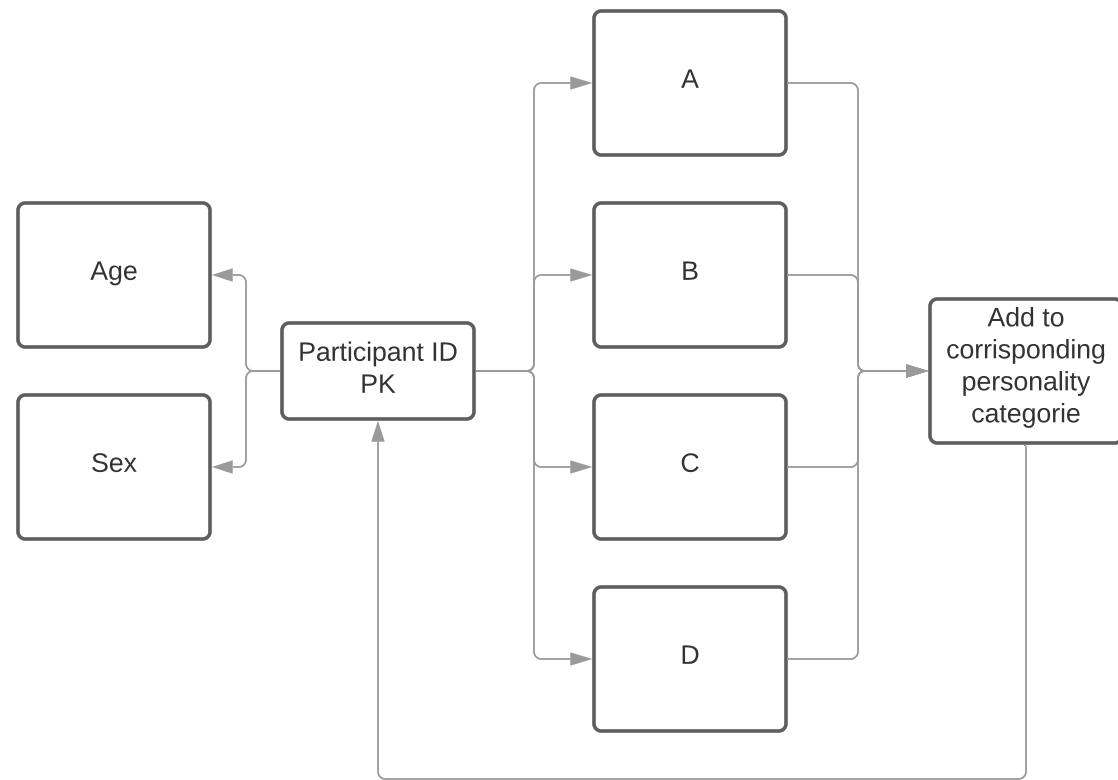 Age
Sex
Participant ID
PK
A
B
C
D
Add to
corrisponding
personality
categorie